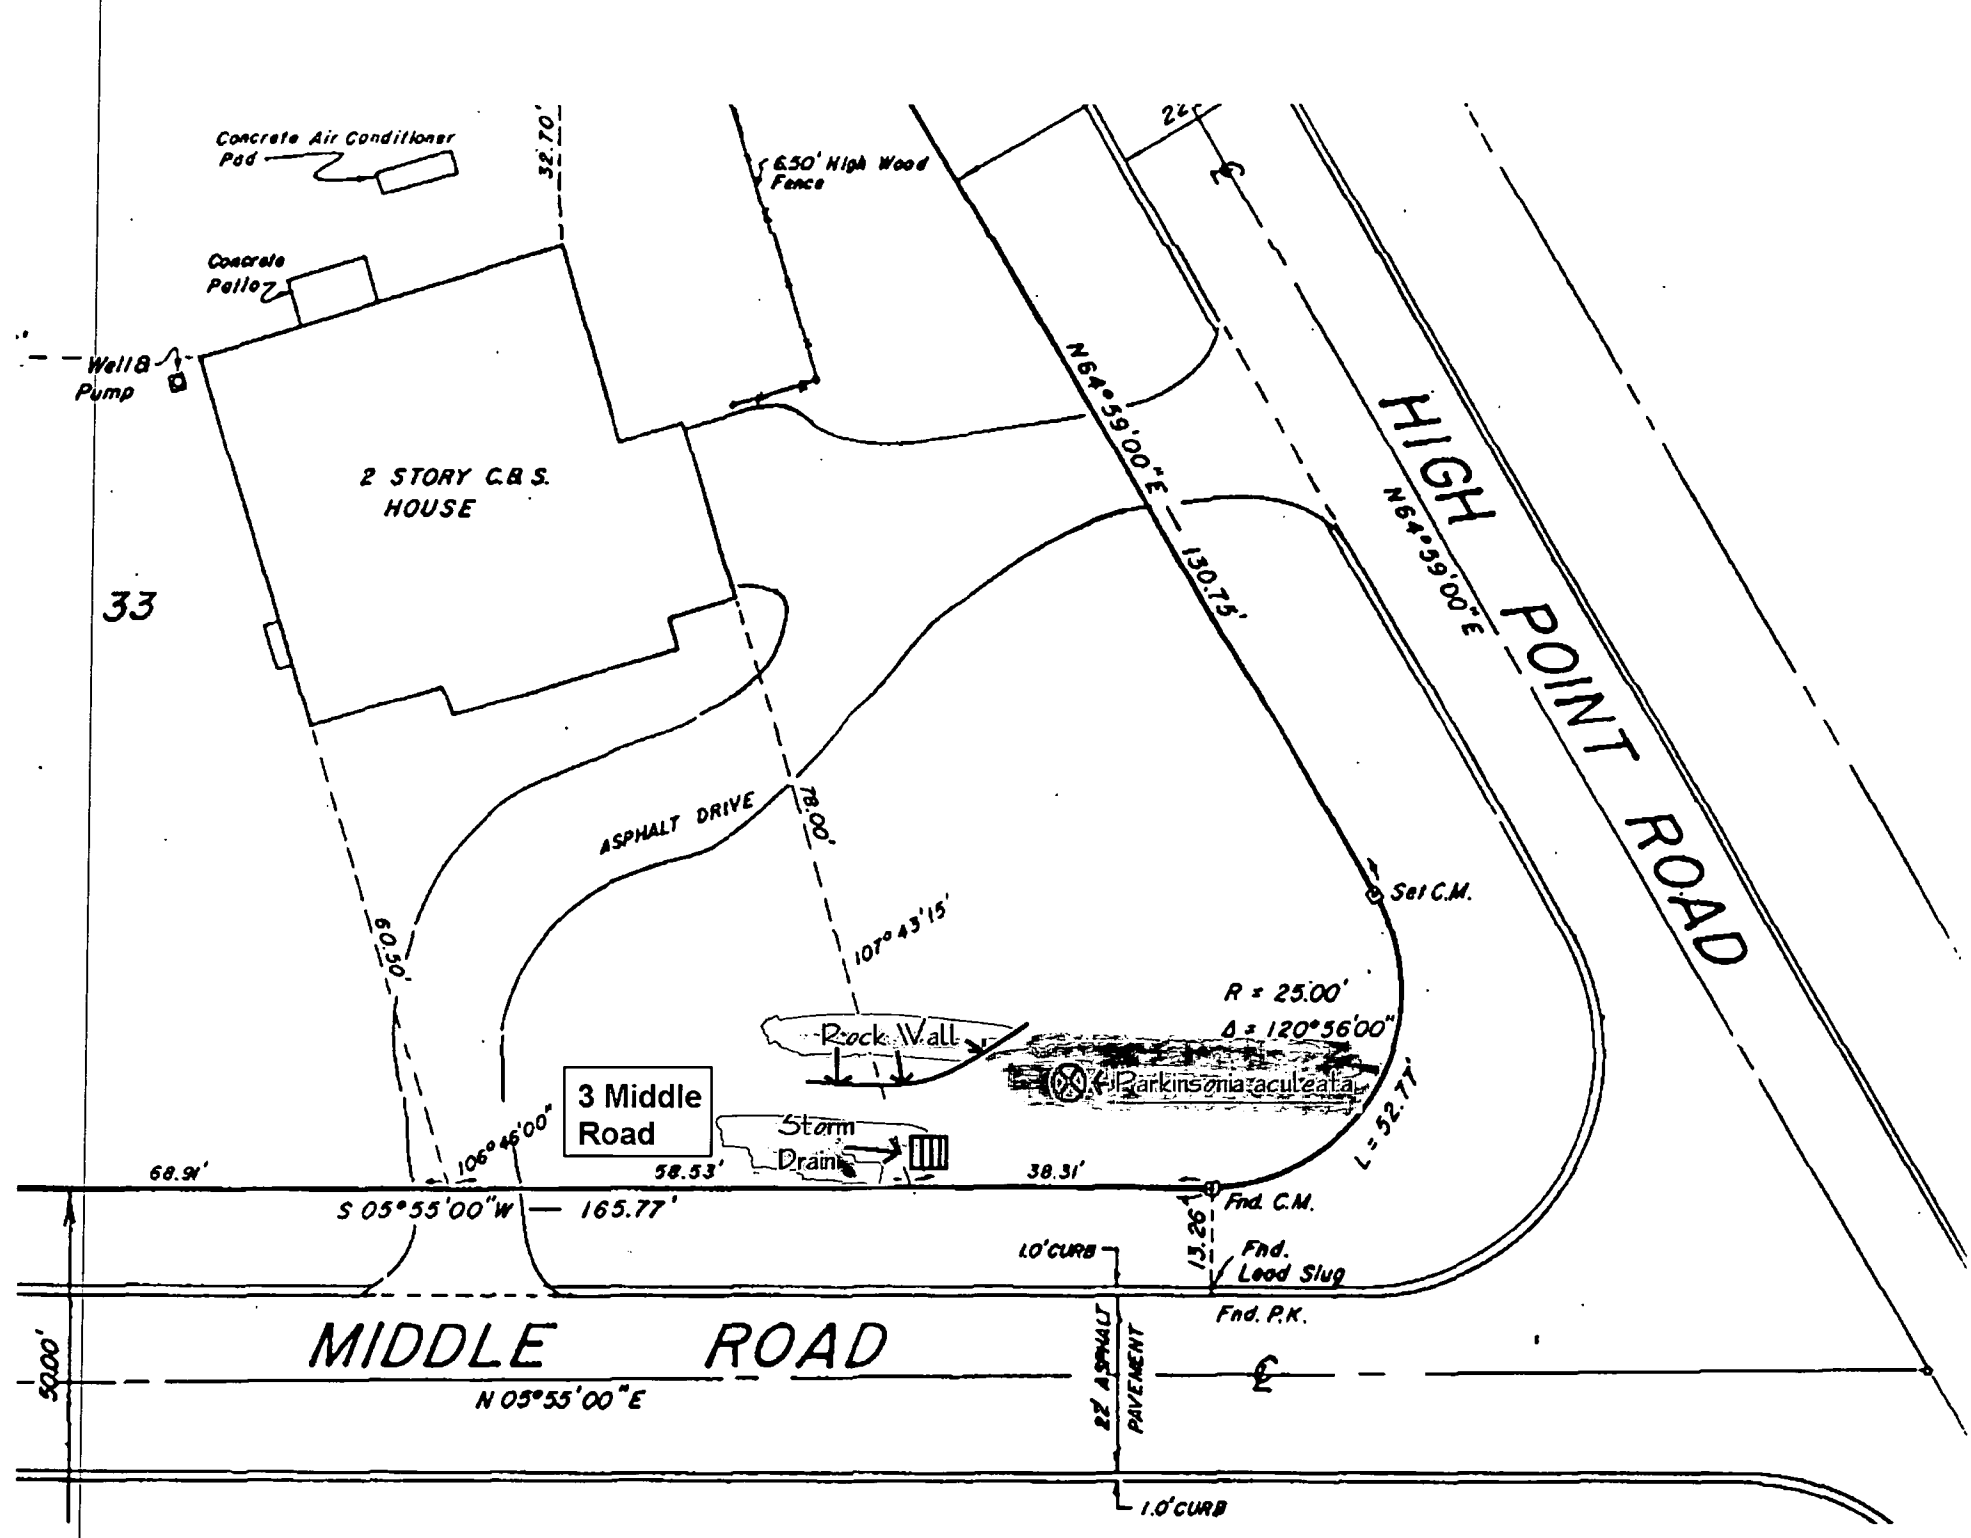 Concrete Air Conditioner
Pad
32.70'
6.50' High Wood
Fence
22
℄
Concrete
Patio
Well &
Pump
2 STORY C.B.S.
HOUSE
33
N64°59'00"E — 130.75'
HIGH POINT ROAD
N64°59'00"E
ASPHALT DRIVE
78.00'
60.50'
107°43'15"
Set C.M.
R = 25.00'
Δ = 120°56'00"
L = 52.77'
Rock Wall
Parkinsonia aculeata
3 Middle
Road
Storm
Drain
106°46'00"
68.91'
58.53'
38.31'
S 05°55'00"W — 165.77'
Fnd. C.M.
13.26'
1.0' CURB
Fnd.
Lead Slug
Fnd. P.K.
MIDDLE ROAD
50.00'
22' ASPHALT
PAVEMENT
℄
N 05°55'00"E
1.0' CURB